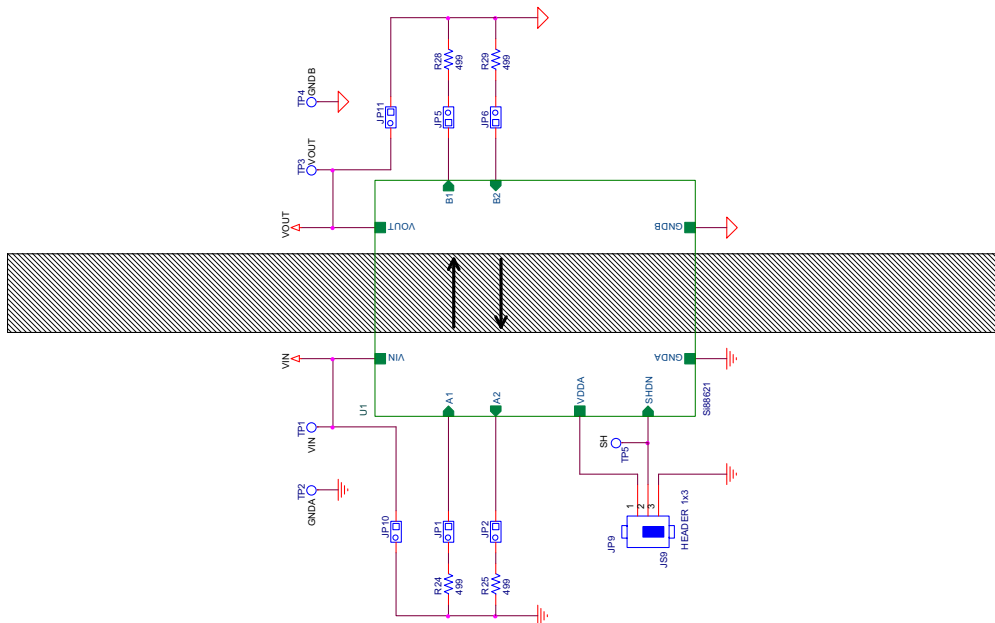 R28
499
R29
499
TP4
GNDB
JP11
JP5
JP6
TP3
VOUT
B1
B2
VOUT
VOUT
GNDB
VIN
VIN
GNDA
U1
A1
A2
VDDA
SHDN
Si88621
TP1
VIN
SH
TP5
TP2
GNDA
1
2
3
HEADER 1x3
JP10
JP1
JP2
JP9
JS9
R24
499
R25
499